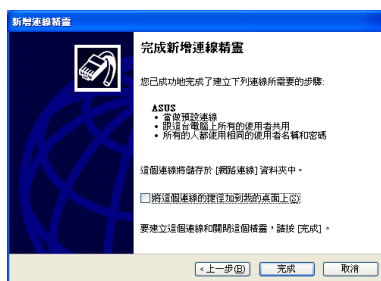 新增連線精靈
完成新增連線精靈
您已成功地完成了建立下列連線所需要的步驟:
ASUS
• 當做預設連線
• 跟這台電腦上所有的使用者共用
• 所有的人都使用相同的使用者名稱和密碼
這個連線將儲存於 [網路連線] 資料夾中。
將這個連線的捷徑加到我的桌面上(S)
要建立這個連線和關閉這個精靈，請按 [完成]。
<上一步(B)
完成
取消